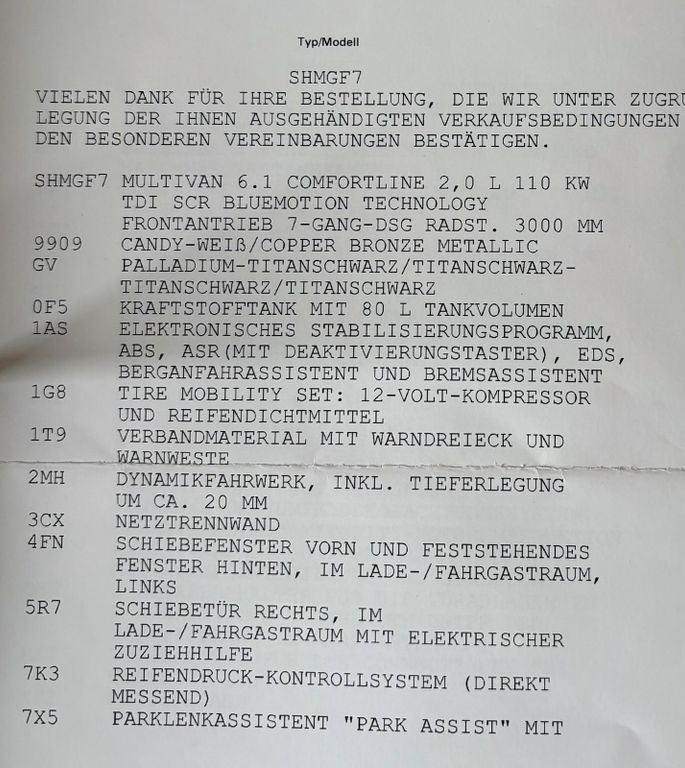 Typ/Modell
SHMGF7
VIELEN DANK FÜR IHRE BESTELLUNG, DIE WIR UNTER ZUGRU
LEGUNG DER IHNEN AUSGEHÄNDIGTEN VERKAUFSBEDINGUNGEN
DEN BESONDEREN VEREINBARUNGEN BESTÄTIGEN.
SHMGF7 MULTIVAN 6.1 COMFORTLINE 2,0 L 110 KW
TDI SCR BLUEMOTION TECHNOLOGY
FRONTANTRIEB 7-GANG-DSG RADST. 3000 MM
9909 CANDY-WEIß/COPPER BRONZE METALLIC
GV PALLADIUM-TITANSCHWARZ/TITANSCHWARZ-
TITANSCHWARZ/TITANSCHWARZ
0F5 KRAFTSTOFFTANK MIT 80 L TANKVOLUMEN
1AS ELEKTRONISCHES STABILISIERUNGSPROGRAMM,
ABS, ASR(MIT DEAKTIVIERUNGSTASTER), EDS,
BERGANFAHRASSISTENT UND BREMSASSISTENT
1G8 TIRE MOBILITY SET: 12-VOLT-KOMPRESSOR
UND REIFENDICHTMITTEL
1T9 VERBANDMATERIAL MIT WARNDREIECK UND
WARNWESTE
2MH DYNAMIKFAHRWERK, INKL. TIEFERLEGUNG
UM CA. 20 MM
3CX NETZTRENNWAND
4FN SCHIEBEFENSTER VORN UND FESTSTEHENDES
FENSTER HINTEN, IM LADE-/FAHRGASTRAUM,
LINKS
5R7 SCHIEBETÜR RECHTS, IM
LADE-/FAHRGASTRAUM MIT ELEKTRISCHER
ZUZIEHHILFE
7K3 REIFENDRUCK-KONTROLLSYSTEM (DIREKT
MESSEND)
7X5 PARKLENKASSISTENT "PARK ASSIST" MIT